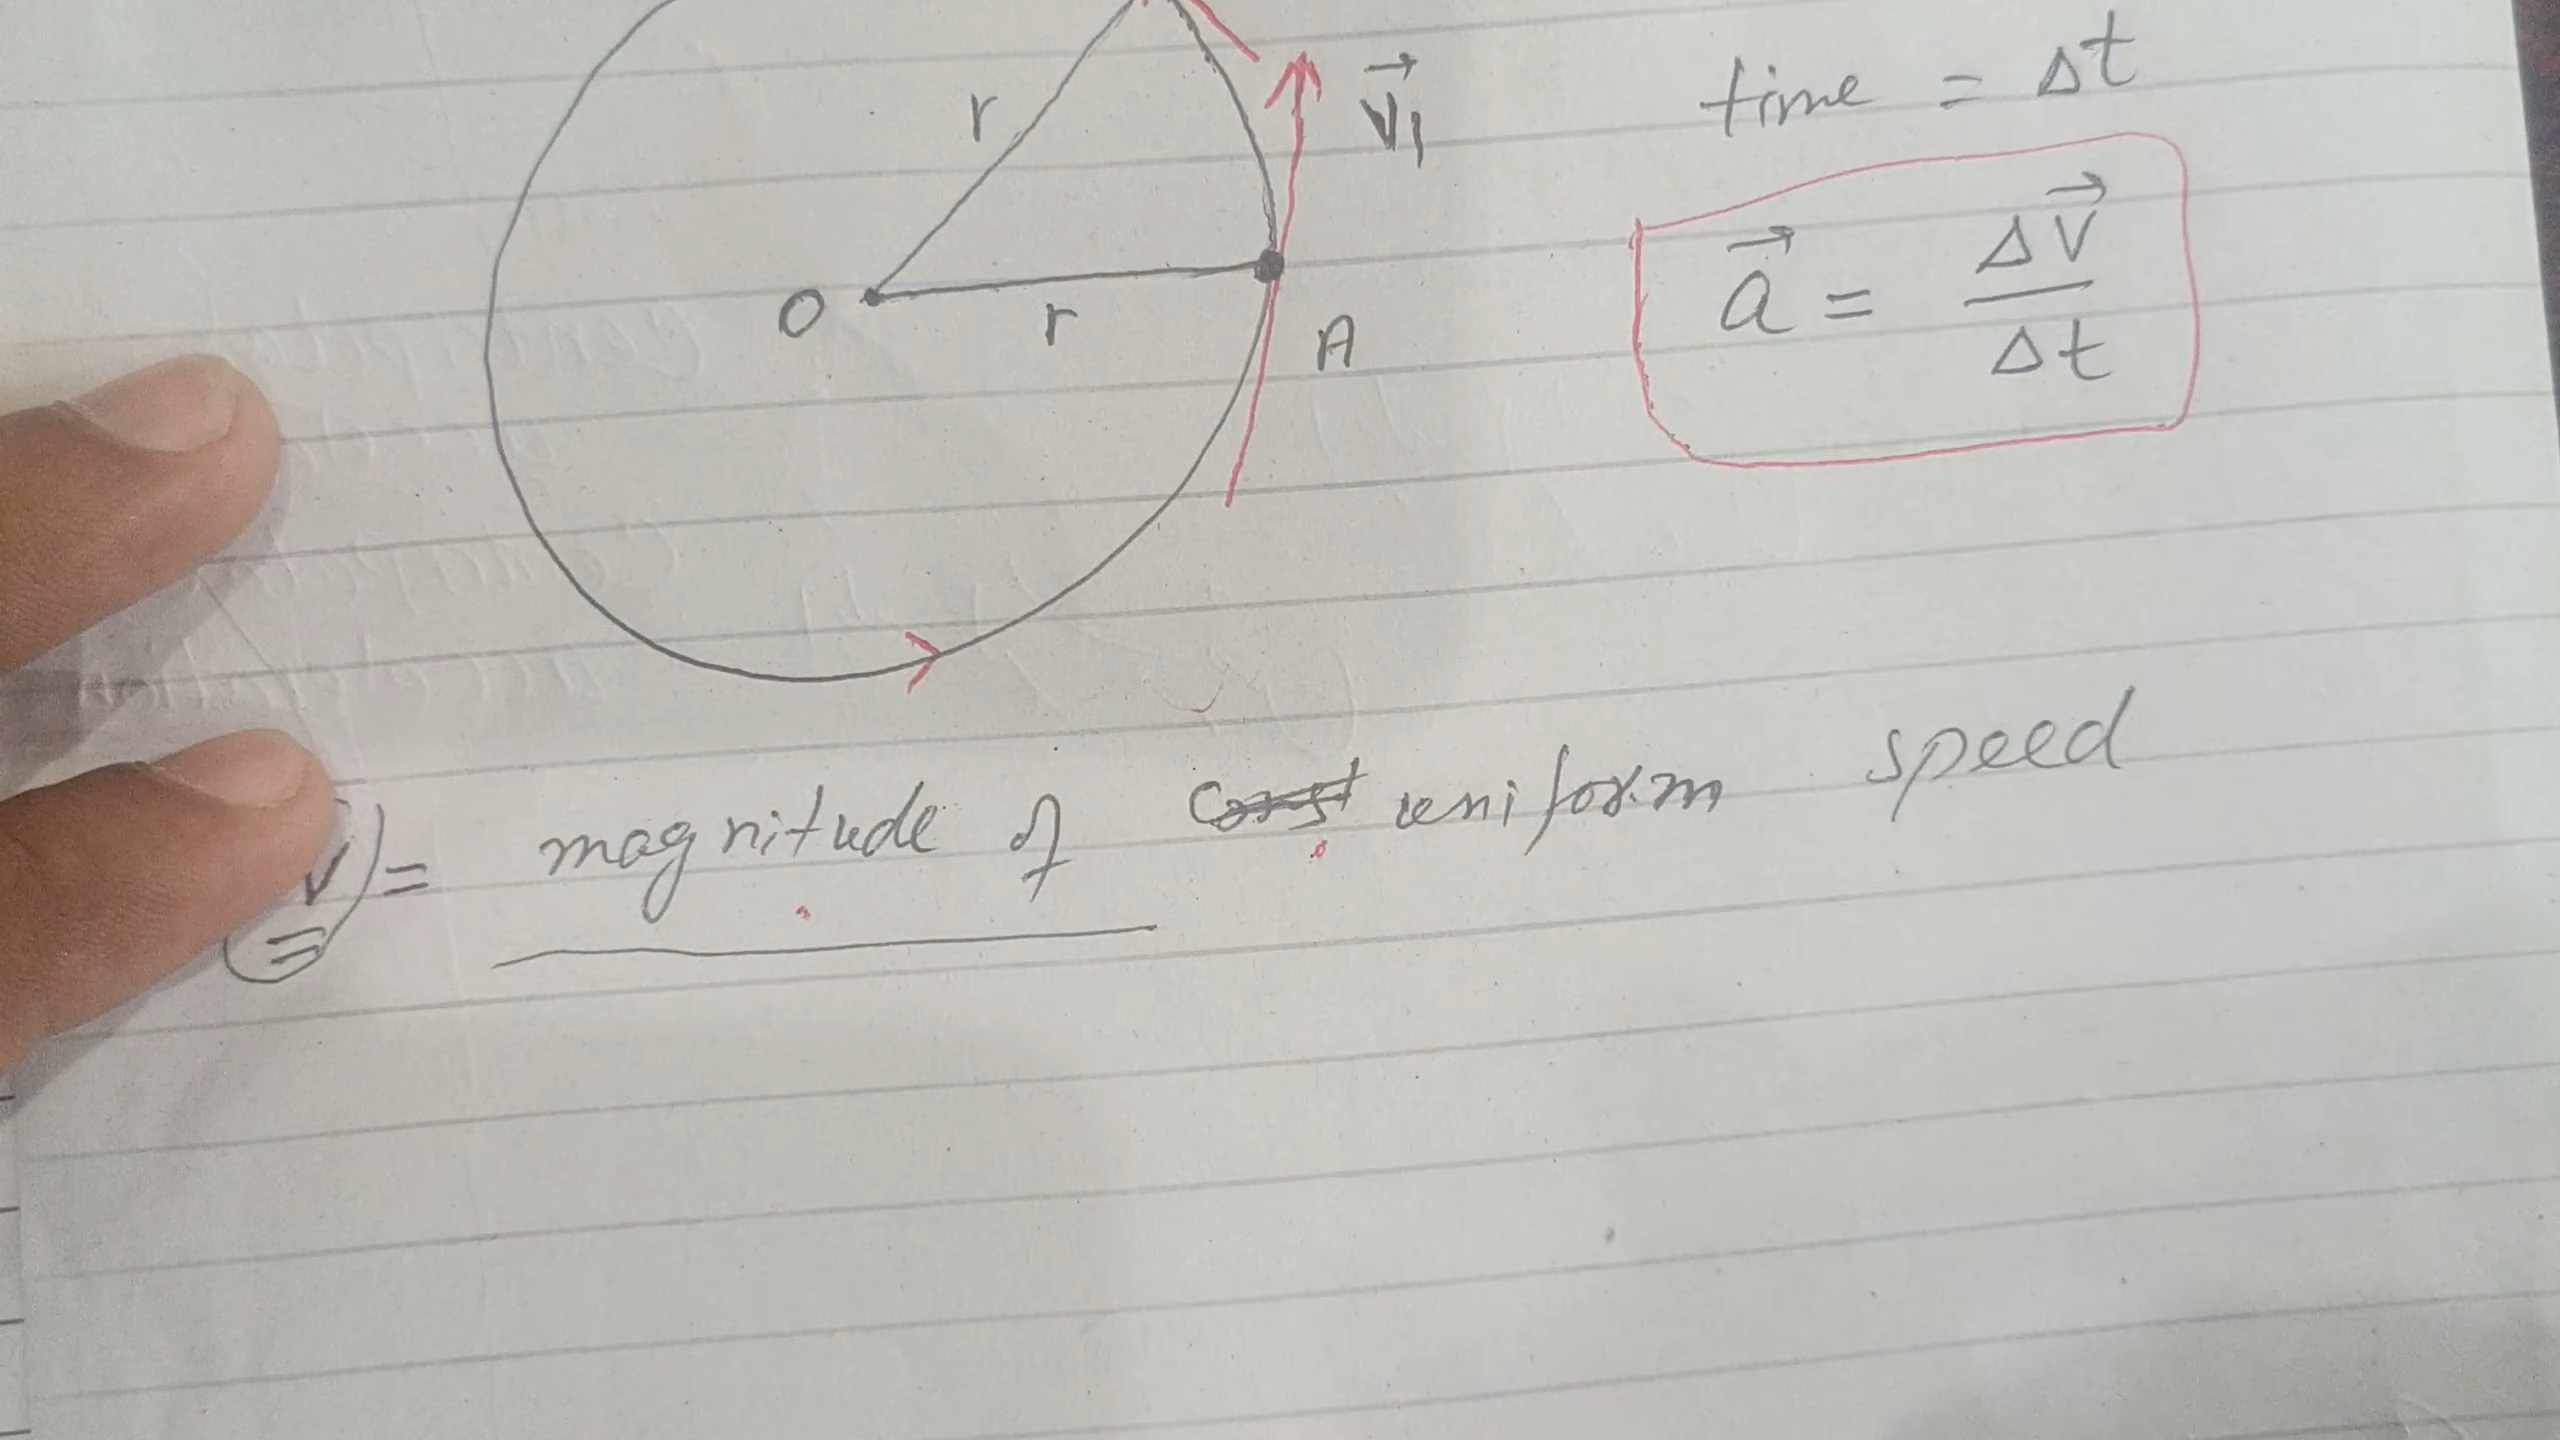 time = Δt
r
V⃗1
a⃗ = ΔV⃗ / Δt
O
r
A
V = magnitude of uniform speed